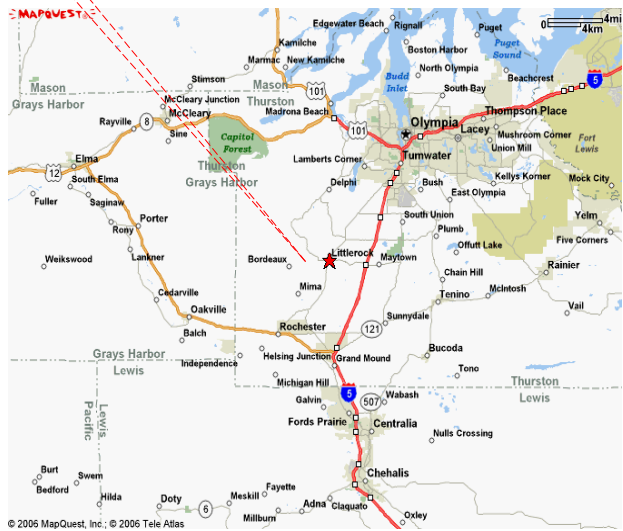 MAPQUEST
Edgewater Beach
Rignall
Puget
4mi
0
4km
Kamilche
Boston Harbor
Puget
Sound
Marmac
New Kamilche
North Olympia
Beachcrest
Stimson
Budd
Inlet
5
Mason
Grays Harbor
Mason
Thurston
101
South Bay
McCleary Junction
McCleary
Madrona Beach
Thompson Place
Rayville
8
101
Olympia
Lacey
Mushroom Corner
Sine
Capitol
Forest
Tumwater
Union Mill
Fort
Lewis
Elma
12
Thurston
Grays Harbor
Lamberts Corner
South Elma
Delphi
Bush
Kellys Korner
Mock City
Fuller
Saginaw
East Olympia
Porter
South Union
Yelm
Rony
Plumb
Five Corners
Lankner
Littlerock
Offutt Lake
Weikswood
Bordeaux
Maytown
Rainier
Chain Hill
Cedarville
Mima
McIntosh
Tenino
Oakville
Vail
Sunnydale
Balch
Rochester
121
Grays Harbor
Lewis
Helsing Junction
Bucoda
Independence
Grand Mound
Tono
Michigan Hill
Thurston
Lewis
5
Wabash
Galvin
507
Lewis
Pacific
Fords Prairie
Centralia
Nulls Crossing
Burt
Swem
Chehalis
Bedford
Fayette
Hilda
Doty
Meskill
Adna
Claquato
6
Millburn
Oxley
© 2006 MapQuest, Inc.; © 2006 Tele Atlas